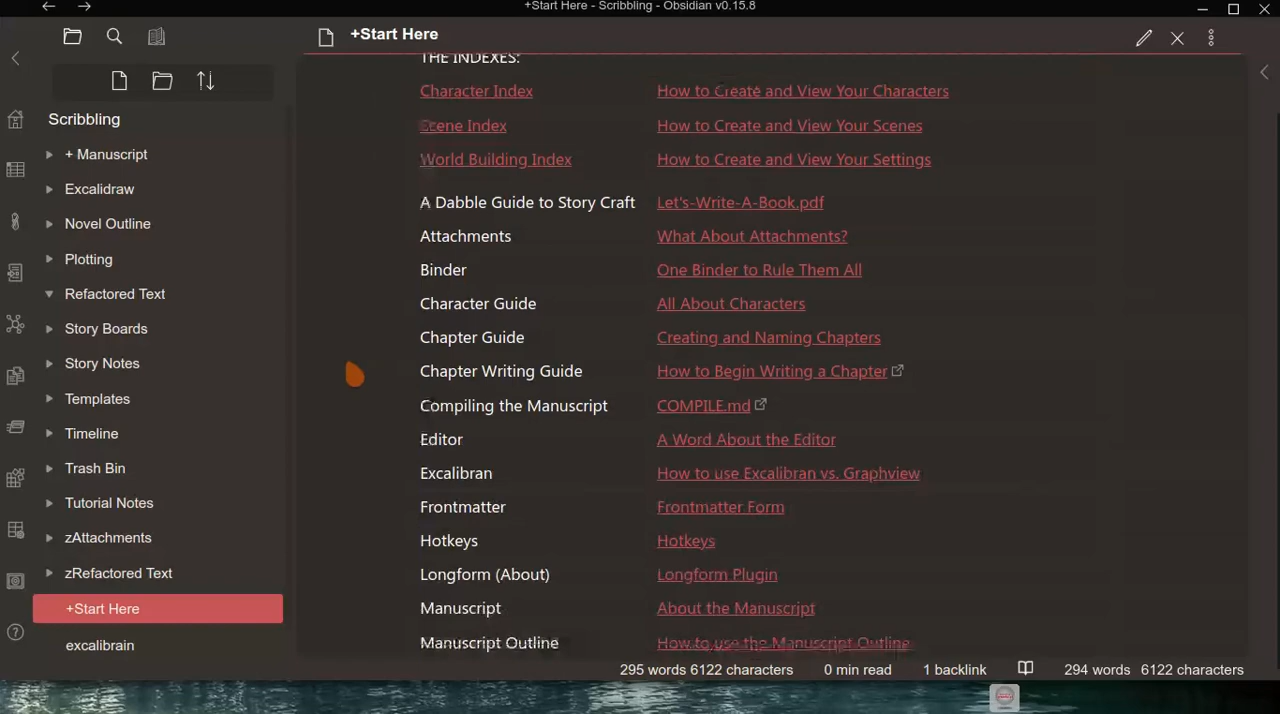 +Start Here - Scribbling - Obsidian v0.15.8
+Start Here
Scribbling
+ Manuscript
Excalidraw
Novel Outline
Plotting
Refactored Text
Story Boards
Story Notes
Templates
Timeline
Trash Bin
Tutorial Notes
zAttachments
zRefactored Text
+Start Here
excalibrain
THE INDEXES:
Character Index How to Create and View Your Characters
Scene Index How to Create and View Your Scenes
World Building Index How to Create and View Your Settings
A Dabble Guide to Story Craft Let's-Write-A-Book.pdf
Attachments What About Attachments?
Binder One Binder to Rule Them All
Character Guide All About Characters
Chapter Guide Creating and Naming Chapters
Chapter Writing Guide How to Begin Writing a Chapter
Compiling the Manuscript COMPILE.md
Editor A Word About the Editor
Excalibran How to use Excalibran vs. Graphview
Frontmatter Frontmatter Form
Hotkeys Hotkeys
Longform (About) Longform Plugin
Manuscript About the Manuscript
Manuscript Outline How to use the Manuscript Outline
295 words 6122 characters 0 min read 1 backlink 294 words 6122 characters